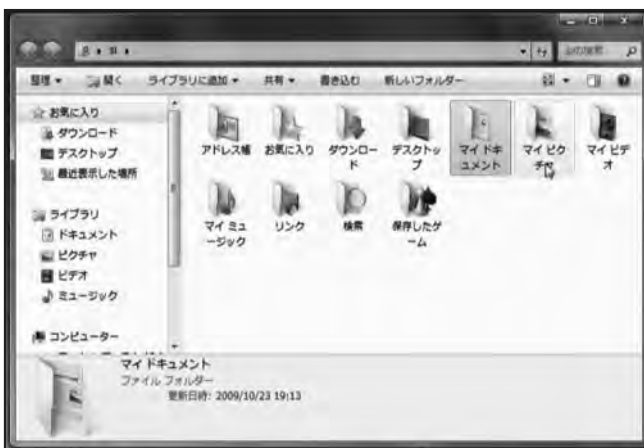 整理 開く ライブラリに追加 共有 書き込む 新しいフォルダー
お気に入り
ダウンロード
デスクトップ
最近表示した場所
ライブラリ
ドキュメント
ピクチャ
ビデオ
ミュージック
コンピューター
アドレス帳 お気に入り ダウンロー デスクトッ マイ ドキ マイ ピク マイ ビデ
ド プ ュメント チャ オ
マイ ミュ リンク 検索 保存したゲ
ージック ーム
マイ ドキュメント
ファイル フォルダー
更新日時: 2009/10/23 19:13